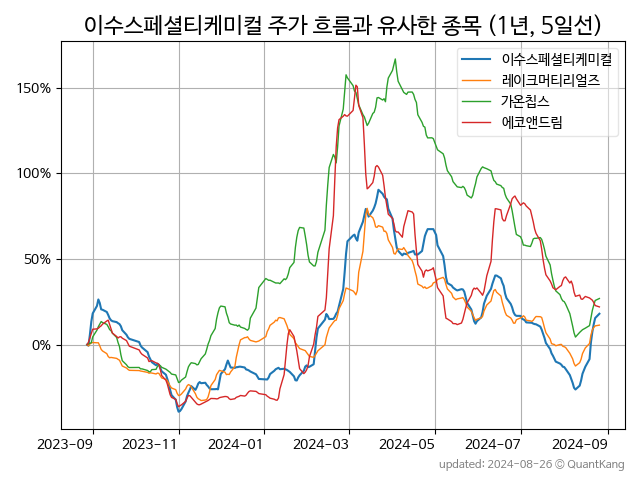 이수스페셜티케미컬 주가 흐름과 유사한 종목 (1년, 5일선)
이수스페셜티케미컬
레이크머티리얼즈
가온칩스
에코앤드림
150%
100%
50%
0%
2023-09 2023-11 2024-01 2024-03 2024-05 2024-07 2024-09
updated: 2024-08-26 © QuantKang